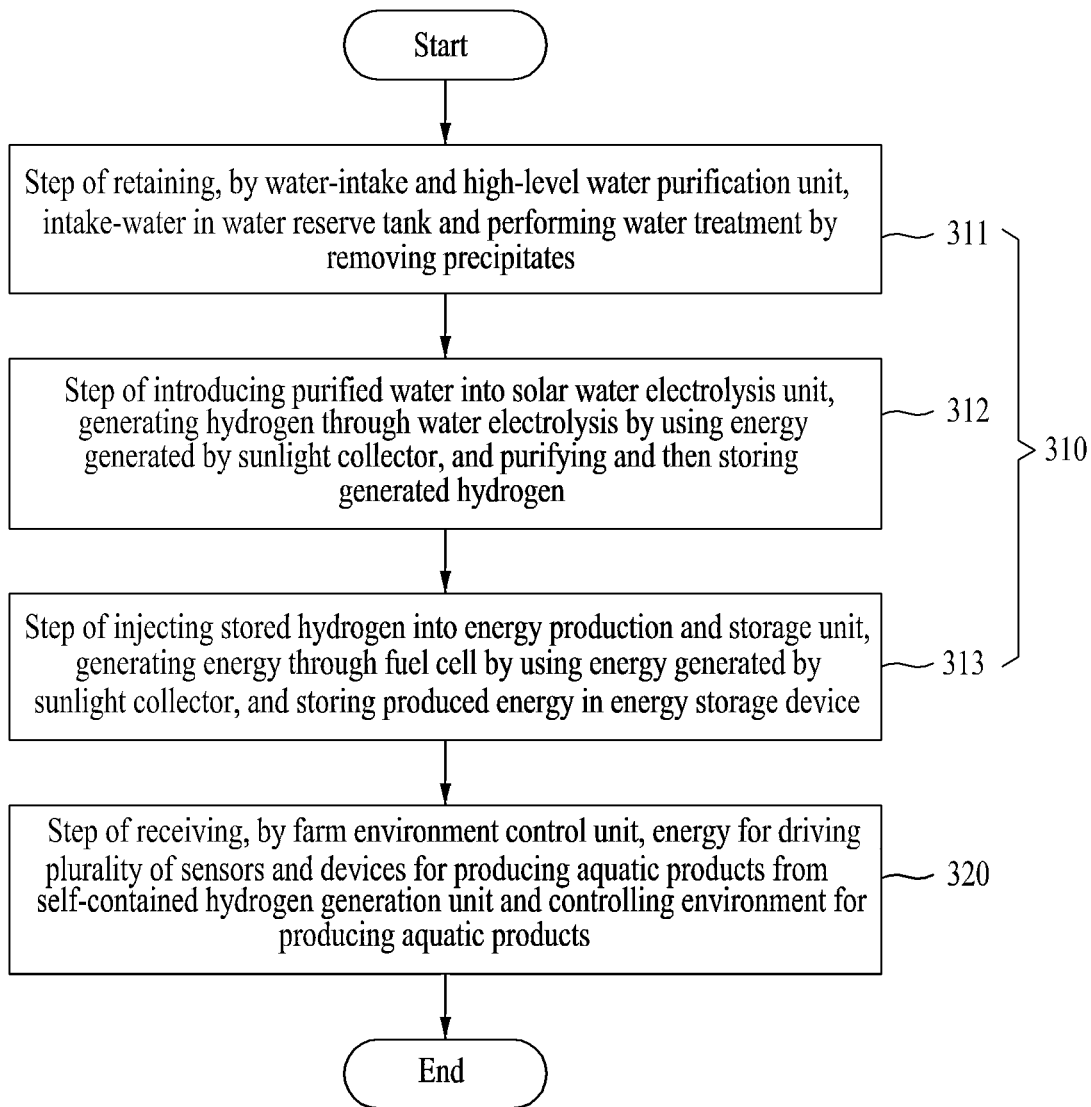 Start
Step of retaining, by water-intake and high-level water purification unit,
intake-water in water reserve tank and performing water treatment by
removing precipitates
311
Step of introducing purified water into solar water electrolysis unit,
generating hydrogen through water electrolysis by using energy
generated by sunlight collector, and purifying and then storing
generated hydrogen
312
310
Step of injecting stored hydrogen into energy production and storage unit,
generating energy through fuel cell by using energy generated by
sunlight collector, and storing produced energy in energy storage device
313
Step of receiving, by farm environment control unit, energy for driving
plurality of sensors and devices for producing aquatic products from
self-contained hydrogen generation unit and controlling environment for
producing aquatic products
320
End